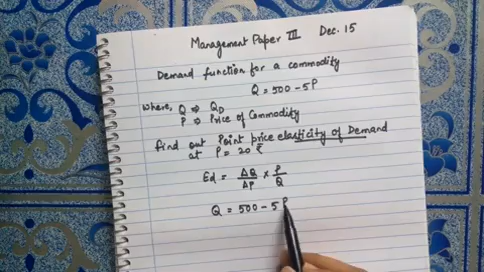 Management Paper III Dec. 15
Demand function for a commodity
Q = 500 - 5P
Where, Q ⇒ QD
P ⇒ Price of Commodity
Find out Point price elasticity of Demand
at P = 20 ₹
Ed = ΔQ/ΔP × P/Q
Q = 500 - 5P